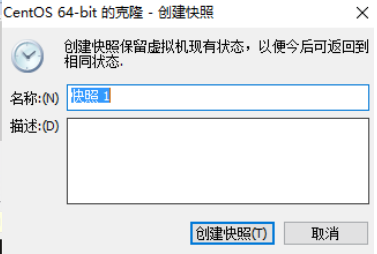 CentOS 64-bit 的克隆 - 创建快照
创建快照保留虚拟机现有状态，以便今后可返回到
相同状态.
名称:(N)
快照 1
描述:(D)
创建快照(T)
取消